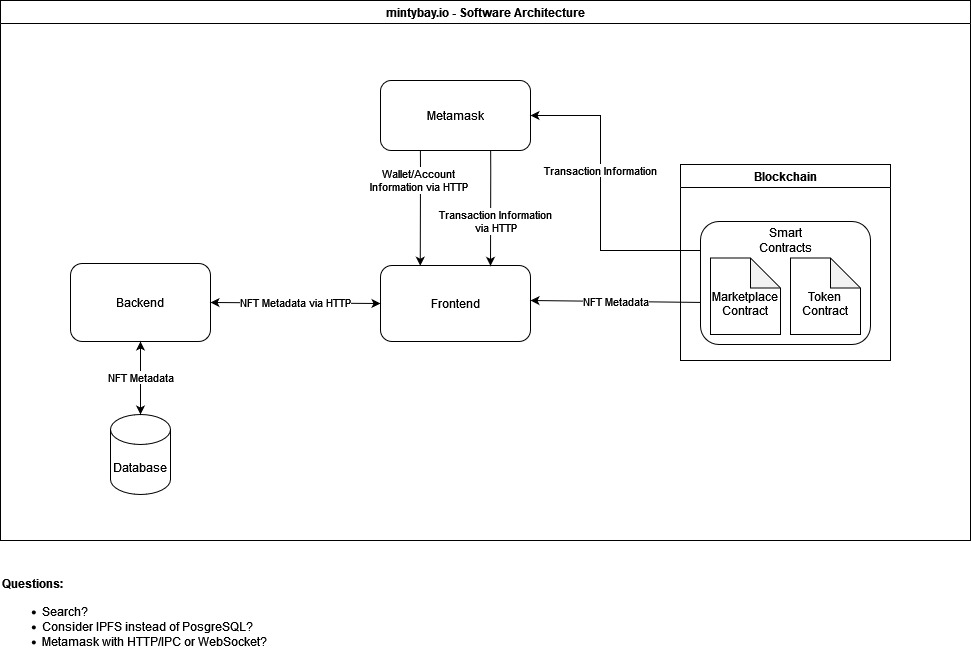 mintybay.io - Software Architecture
Metamask
Wallet/Account
Information via HTTP
Transaction Information
via HTTP
Transaction Information
Blockchain
Smart
Contracts
Marketplace
Contract
Token
Contract
Backend
NFT Metadata via HTTP
Frontend
NFT Metadata
NFT Metadata
Database
Questions:
• Search?
• Consider IPFS instead of PosgreSQL?
• Metamask with HTTP/IPC or WebSocket?